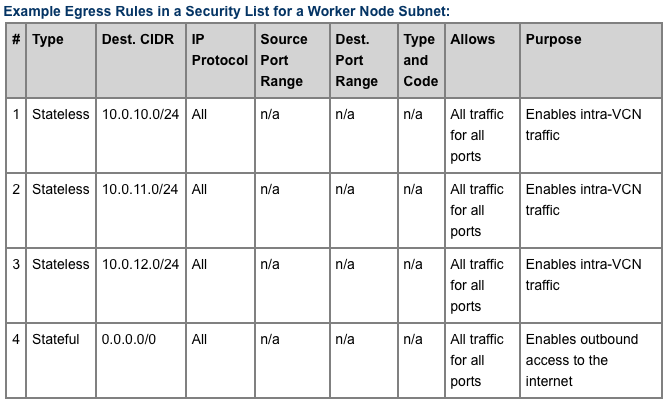 Example Egress Rules in a Security List for a Worker Node Subnet:
# Type Dest. CIDR IP Protocol Source Port Range Dest. Port Range Type and Code Allows Purpose
1 Stateless 10.0.10.0/24 All n/a n/a n/a All traffic for all ports Enables intra-VCN traffic
2 Stateless 10.0.11.0/24 All n/a n/a n/a All traffic for all ports Enables intra-VCN traffic
3 Stateless 10.0.12.0/24 All n/a n/a n/a All traffic for all ports Enables intra-VCN traffic
4 Stateful 0.0.0.0/0 All n/a n/a n/a All traffic for all ports Enables outbound access to the internet